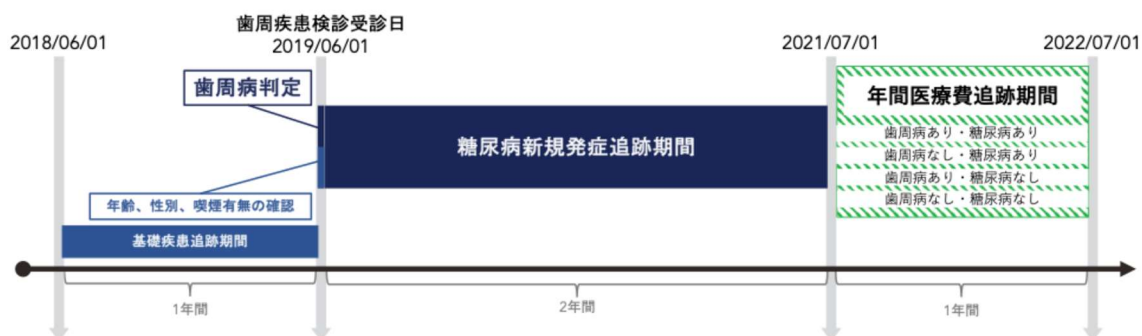 歯周疾患検診受診日
2018/06/01
2019/06/01
2021/07/01
2022/07/01
歯周病判定
年間医療費追跡期間
糖尿病新規発症追跡期間
歯周病あり・糖尿病あり
歯周病なし・糖尿病あり
歯周病あり・糖尿病なし
歯周病なし・糖尿病なし
年齢、性別、喫煙有無の確認
基礎疾患追跡期間
1年間
2年間
1年間